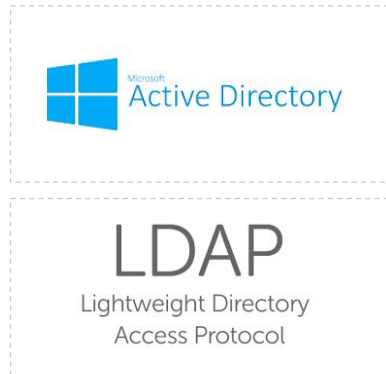 Microsoft
Active Directory
LDAP
Lightweight Directory
Access Protocol